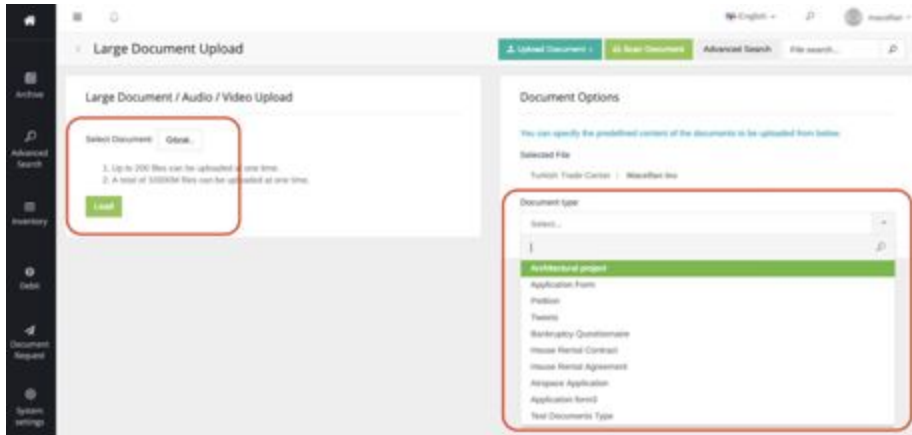 English
macellan
Large Document Upload
Upload Document
Scan Document
Advanced Search
File search...
Archive
Advanced
Search
Inventory
Debit
Document
Request
System
settings
Large Document / Audio / Video Upload
Select Document:
1. Up to 200 files can be uploaded at one time.
2. A total of 10000M files can be uploaded at one time.
Load
Document Options
You can specify the predefined content of the documents to be uploaded from below.
Selected File
Turkish Trade Center / Macellan Inc
Document type
Select...
Architectural project
Application Form
Petition
Tweets
Bankruptcy Questionnaire
House Rental Contract
House Rental Agreement
Airspace Application
Application form3
Test Documents Type